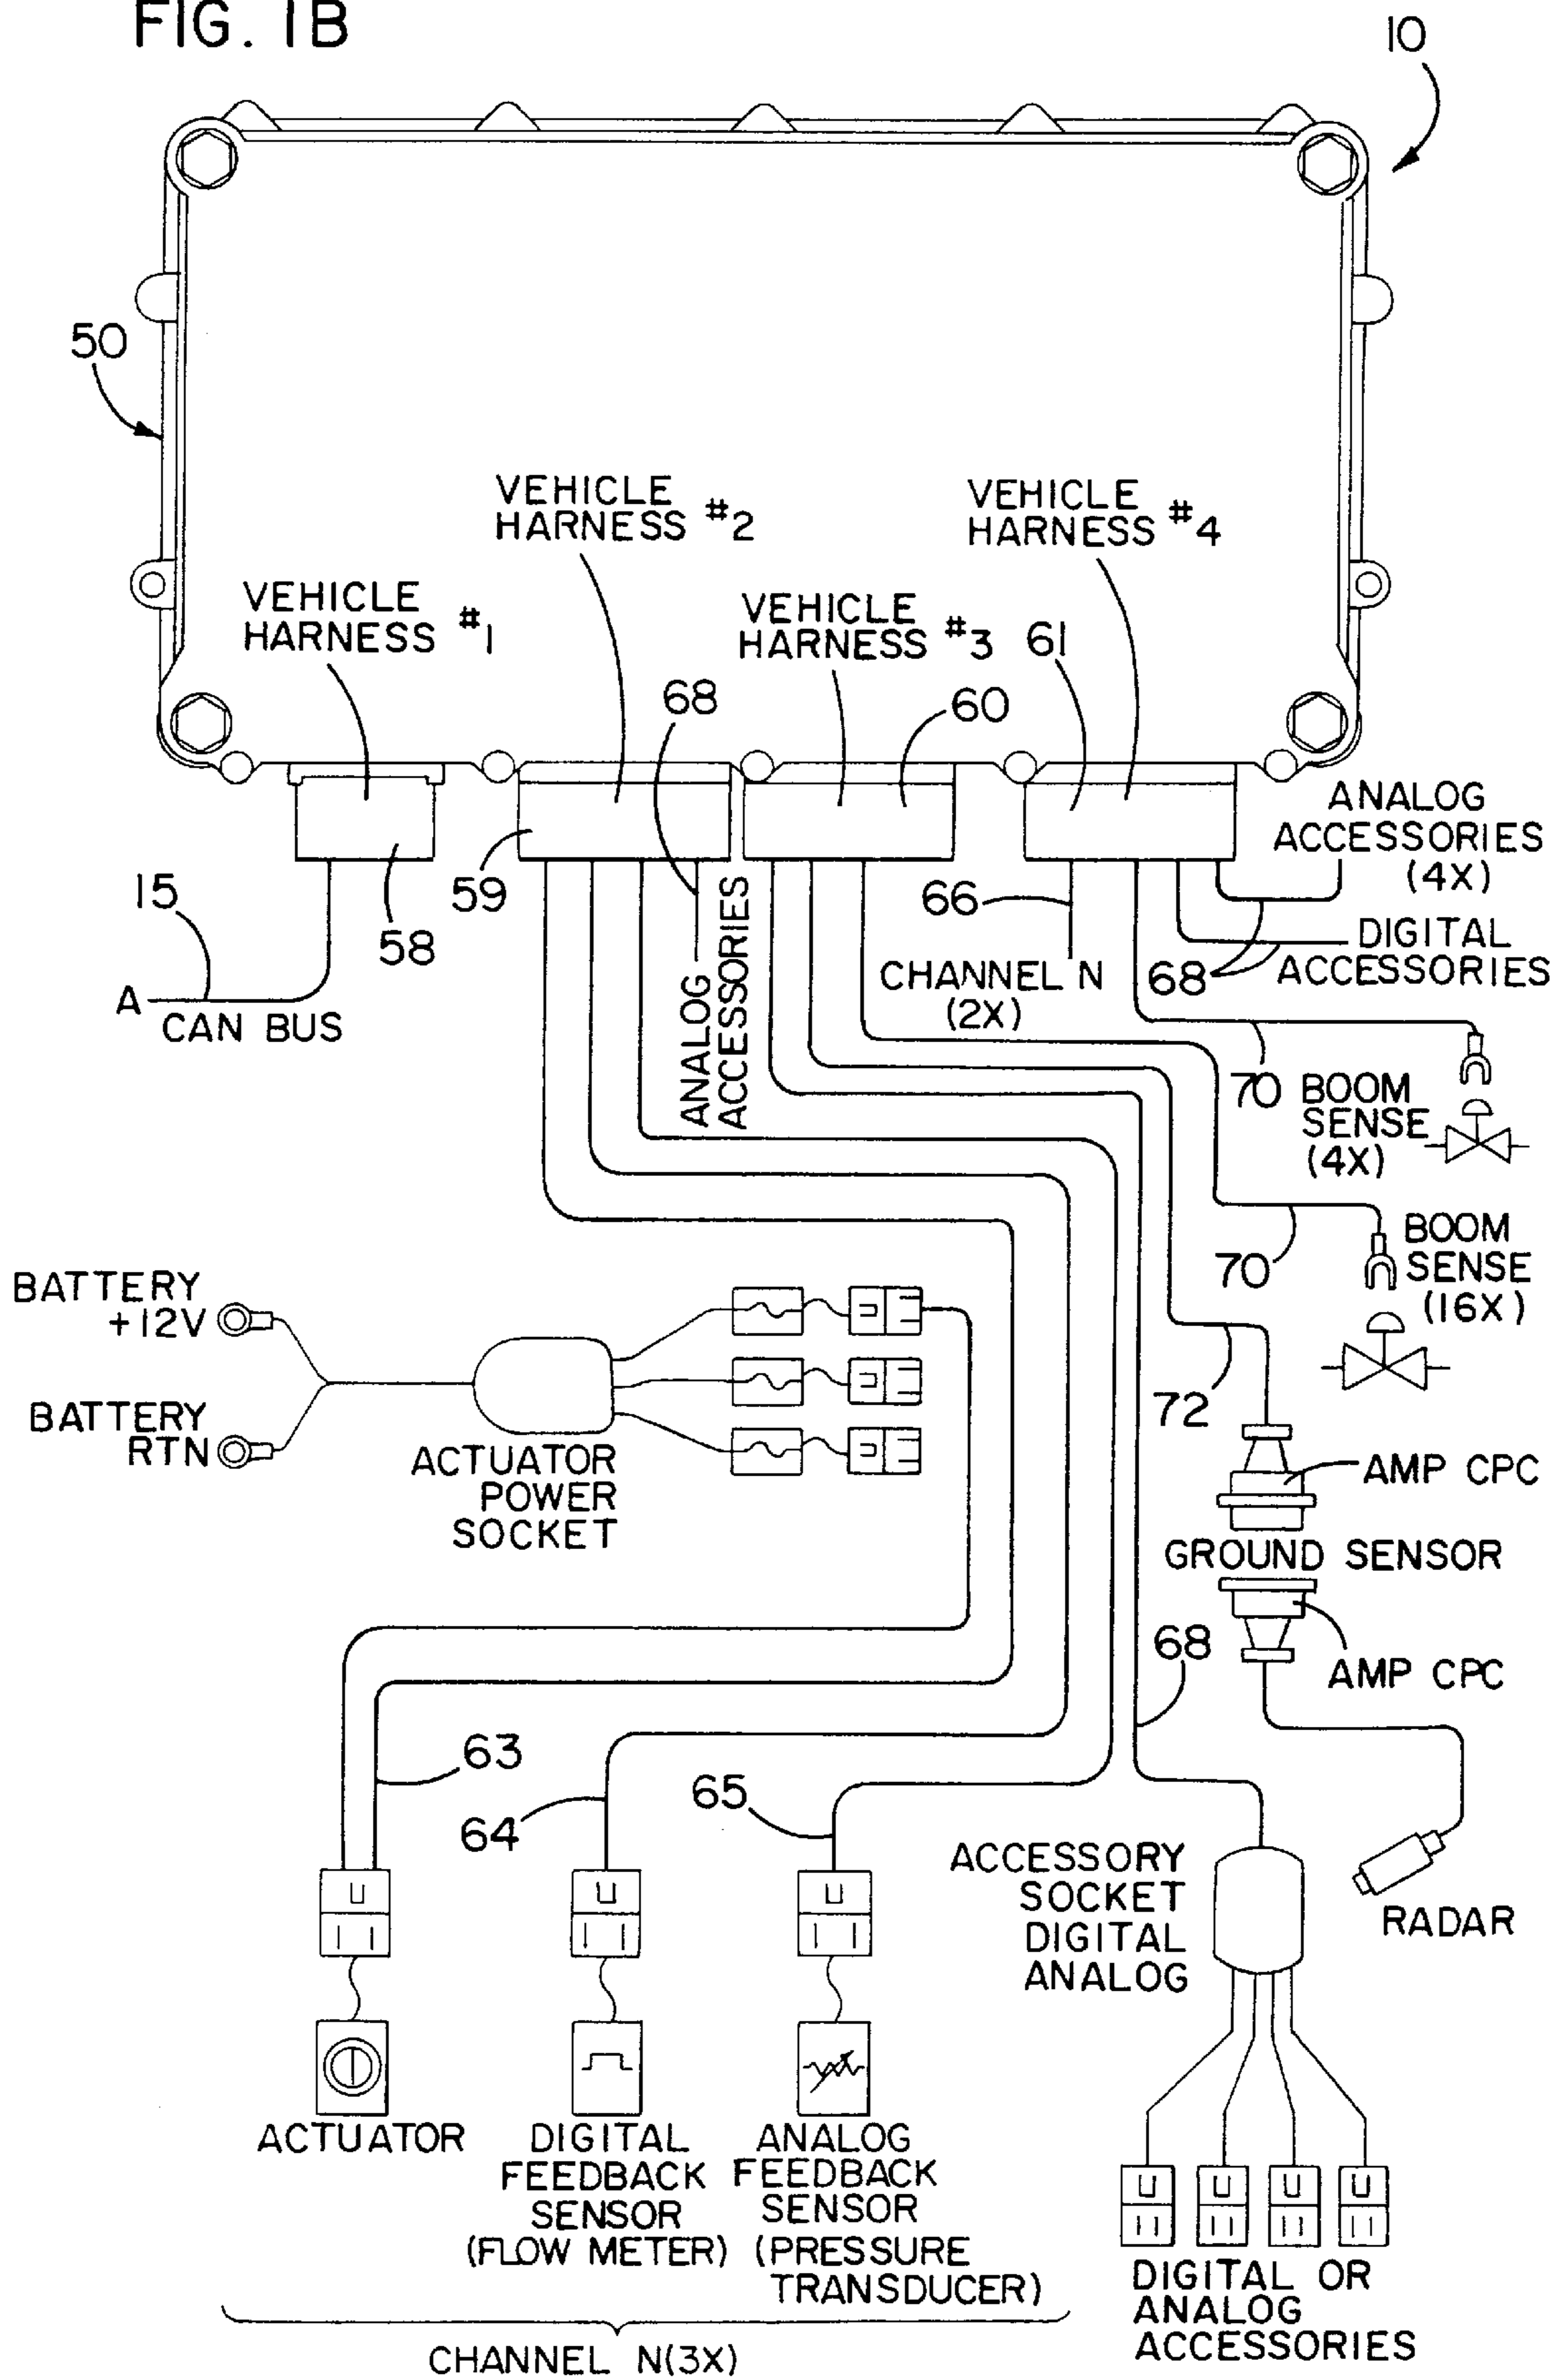 FIG. 1B
10
50
VEHICLE
HARNESS #2
VEHICLE
HARNESS #4
VEHICLE
HARNESS #1
VEHICLE
HARNESS #3
61
68
60
59
58
15
A
CAN BUS
ANALOG
ACCESSORIES
66
CHANNEL N
(2X)
ANALOG
ACCESSORIES
(4X)
DIGITAL
ACCESSORIES
68
70
BOOM
SENSE
(4X)
70
BOOM
SENSE
(16X)
BATTERY
+12V
BATTERY
RTN
ACTUATOR
POWER
SOCKET
72
AMP CPC
GROUND SENSOR
AMP CPC
68
63
64
65
ACCESSORY
SOCKET
DIGITAL
ANALOG
RADAR
ACTUATOR
DIGITAL
FEEDBACK
SENSOR
(FLOW METER)
ANALOG
FEEDBACK
SENSOR
(PRESSURE
TRANSDUCER)
DIGITAL OR
ANALOG
ACCESSORIES
CHANNEL N(3X)